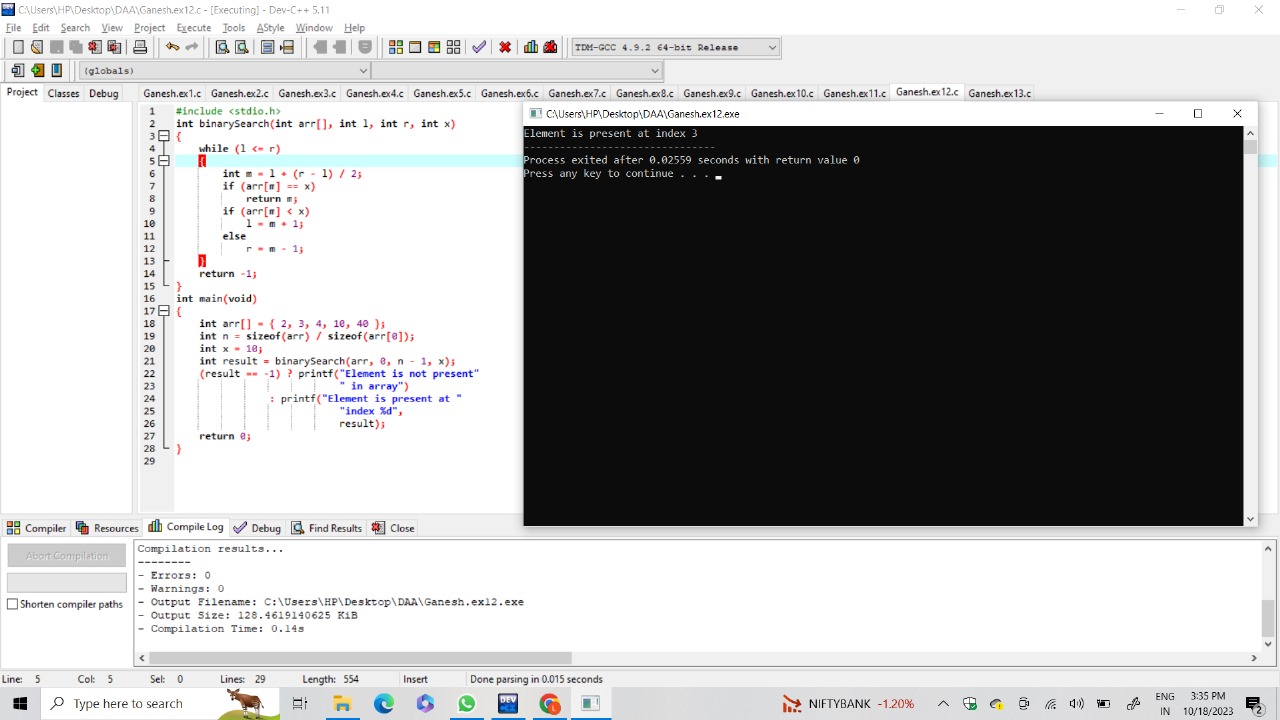 C:\Users\HP\Desktop\DAA\Ganesh.ex12.c - [Executing] - Dev-C++ 5.11
File Edit Search View Project Execute Tools AStyle Window Help
TDM-GCC 4.9.2 64-bit Release
(globals)
Project Classes Debug
Ganesh.ex1.c Ganesh.ex2.c Ganesh.ex3.c Ganesh.ex4.c Ganesh.ex5.c Ganesh.ex6.c Ganesh.ex7.c Ganesh.ex8.c Ganesh.ex9.c Ganesh.ex10.c Ganesh.ex11.c Ganesh.ex12.c Ganesh.ex13.c
1 #include <stdio.h>
2 int binarySearch(int arr[], int l, int r, int x)
3 {
4 while (l <= r)
5 {
6 int m = l + (r - l) / 2;
7 if (arr[m] == x)
8 return m;
9 if (arr[m] < x)
10 l = m + 1;
11 else
12 r = m - 1;
13 }
14 return -1;
15 }
16 int main(void)
17 {
18 int arr[] = { 2, 3, 4, 10, 40 };
19 int n = sizeof(arr) / sizeof(arr[0]);
20 int x = 10;
21 int result = binarySearch(arr, 0, n - 1, x);
22 (result == -1) ? printf("Element is not present"
23 " in array")
24 : printf("Element is present at "
25 "index %d",
26 result);
27 return 0;
28 }
29
C:\Users\HP\Desktop\DAA\Ganesh.ex12.exe
Element is present at index 3
--------------------------------
Process exited after 0.02559 seconds with return value 0
Press any key to continue . . .
Compiler Resources Compile Log Debug Find Results Close
Abort Compilation
Shorten compiler paths
Compilation results...
--------
- Errors: 0
- Warnings: 0
- Output Filename: C:\Users\HP\Desktop\DAA\Ganesh.ex12.exe
- Output Size: 128.4619140625 KiB
- Compilation Time: 0.14s
Line: 5 Col: 5 Sel: 0 Lines: 29 Length: 554 Insert Done parsing in 0.015 seconds
Type here to search
DEV
NIFTYBANK -1.20%
ENG
IN
3:35 PM
10/18/2023
2